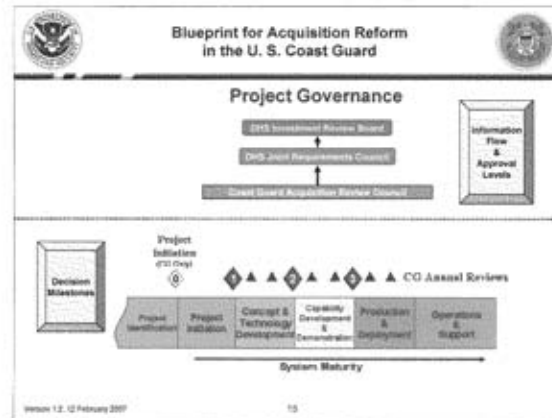 Blueprint for Acquisition Reform
in the U. S. Coast Guard
Project Governance
DHS Investment Review Board
DHS Joint Requirements Council
Coast Guard Acquisition Review Council
Information
Flow
&
Approval
Levels
Decision
Milestones
Project
Initiation
(CG Only)
0
1
2
3
CG Annual Reviews
Project
Identification
Project
Initiation
Concept &
Technology
Development
Capability
Development
&
Demonstration
Production
&
Deployment
Operations
&
Support
System Maturity
Version 1.2, 12 February 2007
13